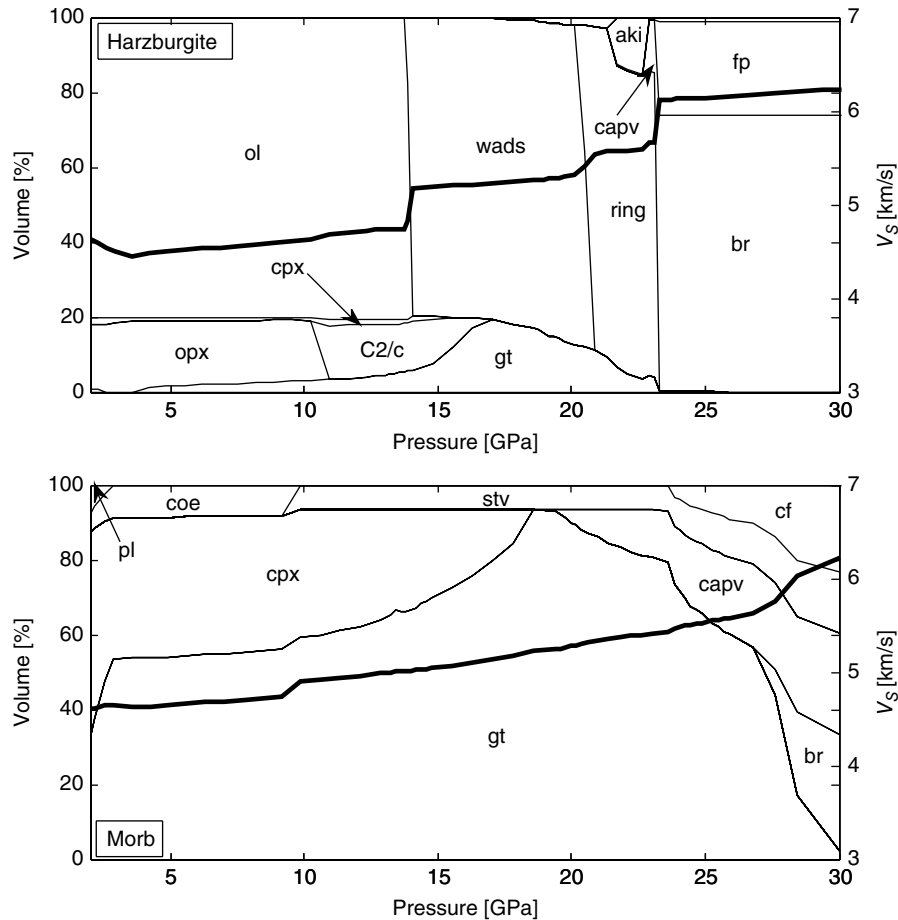 100
80
60
40
20
0
Volume [%]
Harzburgite
ol
wads
aki
capv
ring
fp
br
cpx
opx
C2/c
gt
7
6
5
4
3
V_S [km/s]
5
10
15
20
25
30
Pressure [GPa]
100
80
60
40
20
0
Volume [%]
coe
stv
cf
pl
cpx
capv
gt
br
Morb
7
6
5
4
3
V_S [km/s]
5
10
15
20
25
30
Pressure [GPa]